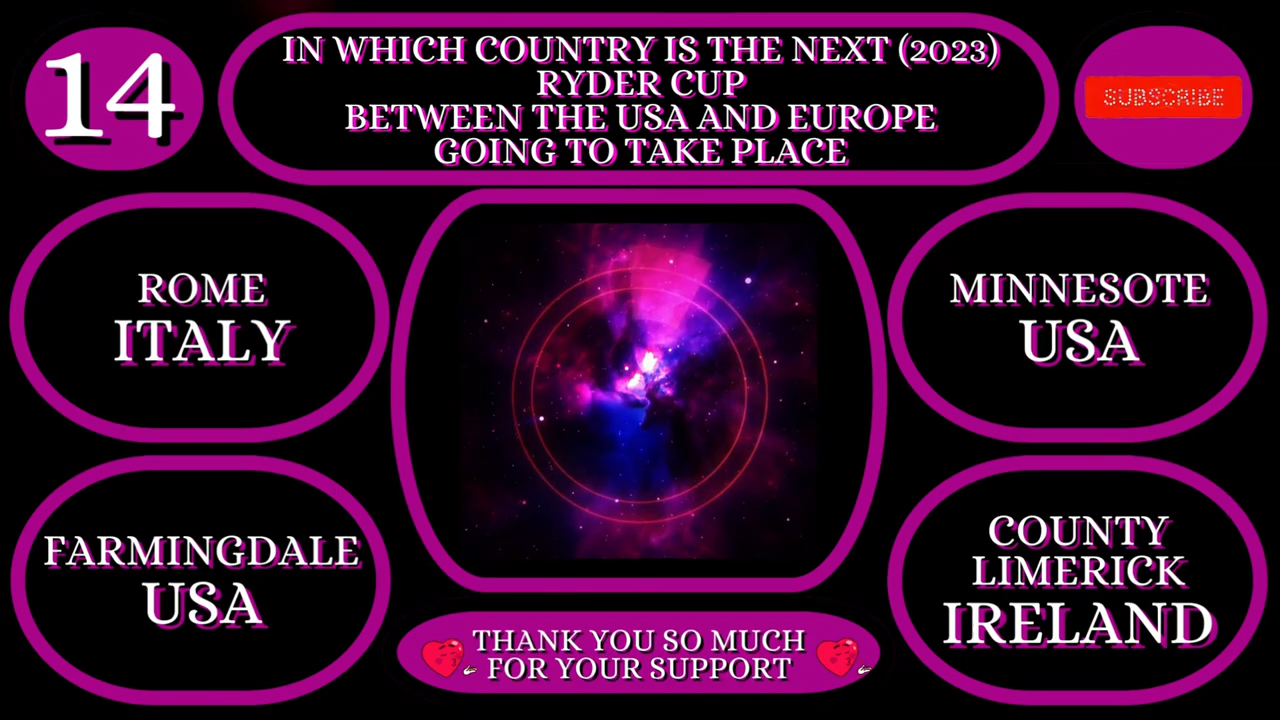 14
IN WHICH COUNTRY IS THE NEXT (2023)
RYDER CUP
BETWEEN THE USA AND EUROPE
GOING TO TAKE PLACE
SUBSCRIBE
ROME
ITALY
MINNESOTE
USA
FARMINGDALE
USA
COUNTY
LIMERICK
IRELAND
THANK YOU SO MUCH
FOR YOUR SUPPORT